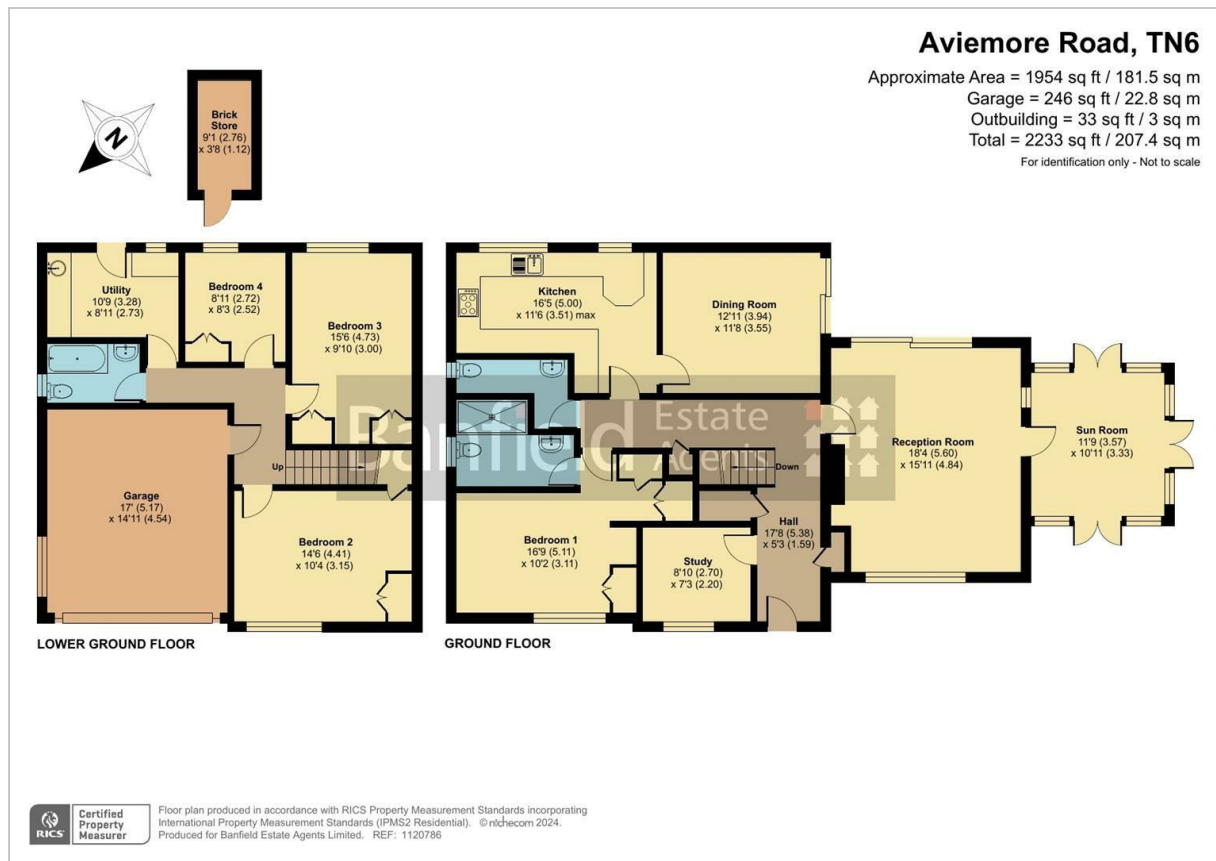 Aviemore Road, TN6
Approximate Area = 1954 sq ft / 181.5 sq m
Garage = 246 sq ft / 22.8 sq m
Outbuilding = 33 sq ft / 3 sq m
Total = 2233 sq ft / 207.4 sq m
For identification only - Not to scale
N
Brick
Store
9'1 (2.76)
x 3'8 (1.12)
Utility
10'9 (3.28)
x 8'11 (2.73)
Bedroom 4
8'11 (2.72)
x 8'3 (2.52)
Bedroom 3
15'6 (4.73)
x 9'10 (3.00)
Garage
17' (5.17)
x 14'11 (4.54)
Up
Bedroom 2
14'6 (4.41)
x 10'4 (3.15)
LOWER GROUND FLOOR
Kitchen
16'5 (5.00)
x 11'6 (3.51) max
Dining Room
12'11 (3.94)
x 11'8 (3.55)
Reception Room
18'4 (5.60)
x 15'11 (4.84)
Sun Room
11'9 (3.57)
x 10'11 (3.33)
Down
Hall
17'8 (5.38)
x 5'3 (1.59)
Bedroom 1
16'9 (5.11)
x 10'2 (3.11)
Study
8'10 (2.70)
x 7'3 (2.20)
GROUND FLOOR
Banfield Estate
Agents
RICS
Certified
Property
Measurer
Floor plan produced in accordance with RICS Property Measurement Standards incorporating
International Property Measurement Standards (IPMS2 Residential). © nichecom 2024.
Produced for Banfield Estate Agents Limited. REF: 1120786